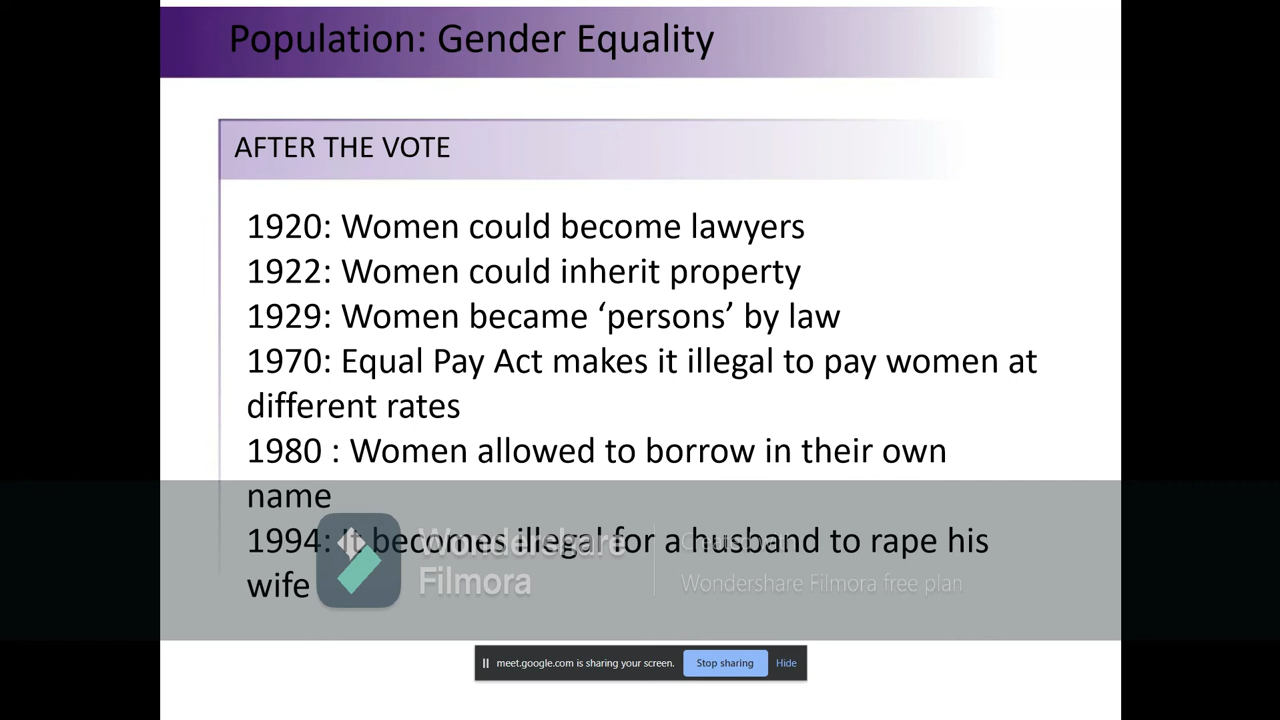 Population: Gender Equality
AFTER THE VOTE
1920: Women could become lawyers
1922: Women could inherit property
1929: Women became ‘persons’ by law
1970: Equal Pay Act makes it illegal to pay women at
different rates
1980 : Women allowed to borrow in their own
name
1994: It becomes illegal for a husband to rape his
wife
Wondershare
Filmora
Created with
Wondershare Filmora free plan
meet.google.com is sharing your screen.
Stop sharing
Hide